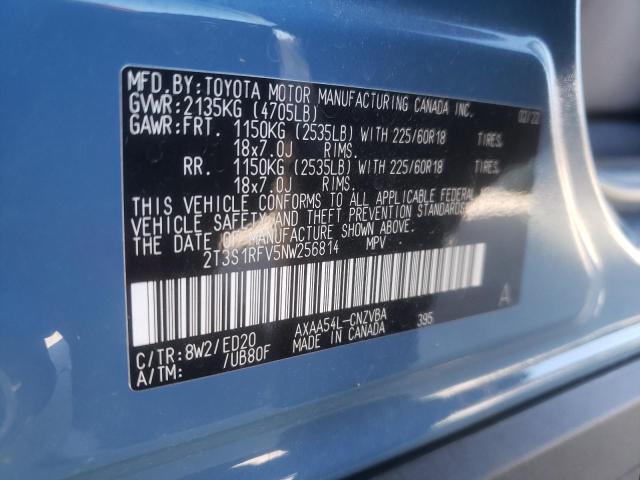 MFD.BY:TOYOTA MOTOR MANUFACTURING CANADA INC.
GVWR:2135KG (4705LB) 02/22
GAWR:FRT. 1150KG (2535LB) WITH 225/60R18 TIRES,
18x7.0J RIMS.
RR. 1150KG (2535LB) WITH 225/60R18 TIRES,
18x7.0J RIMS.
THIS VEHICLE CONFORMS TO ALL APPLICABLE FEDERAL
VEHICLE SAFETY AND THEFT PREVENTION STANDARDS
THE DATE OF MANUFACTURE SHOWN ABOVE.
2T3S1RFV5NW256814 MPV
A
C/TR:8W2/ED20 AXAA54L-CNZVBA 395
A/TM: /UB80F MADE IN CANADA